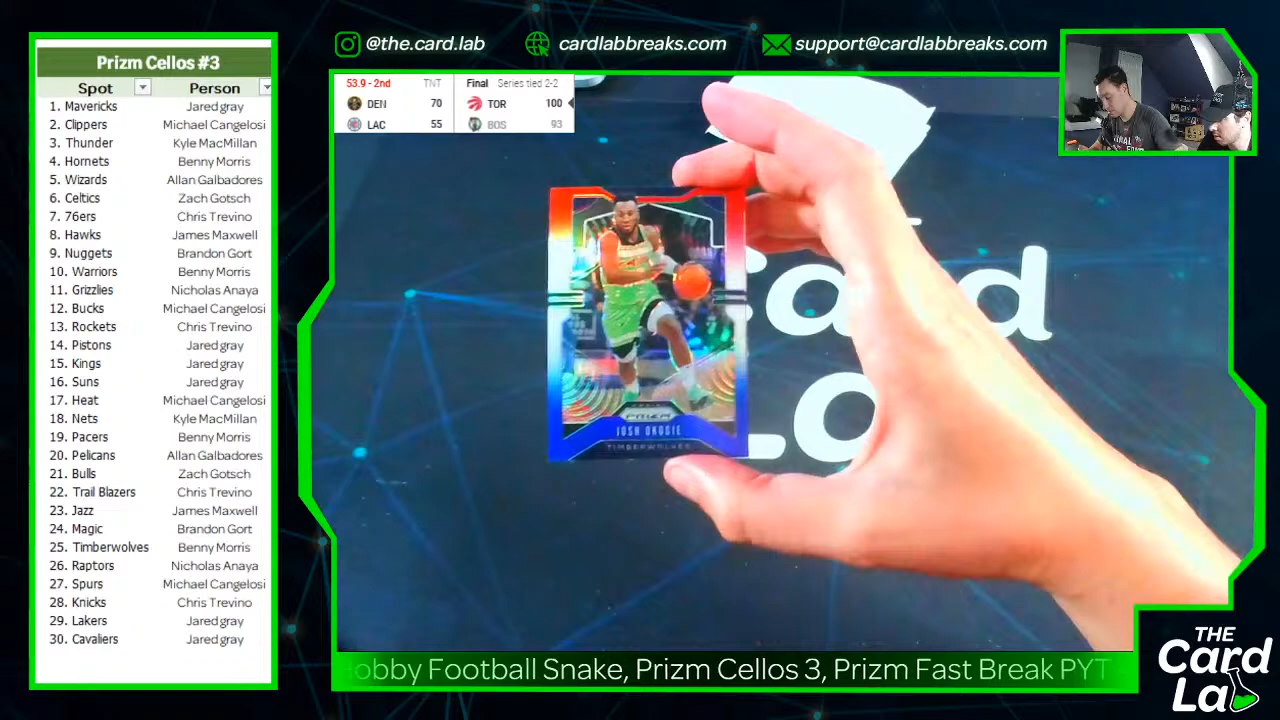 @the.card.lab
cardlabbreaks.com
support@cardlabbreaks.com
Prizm Cellos #3
Spot Person
1. Mavericks Jared gray
2. Clippers Michael Cangelosi
3. Thunder Kyle MacMillan
4. Hornets Benny Morris
5. Wizards Allan Galbadores
6. Celtics Zach Gotsch
7. 76ers Chris Trevino
8. Hawks James Maxwell
9. Nuggets Brandon Gort
10. Warriors Benny Morris
11. Grizzlies Nicholas Anaya
12. Bucks Michael Cangelosi
13. Rockets Chris Trevino
14. Pistons Jared gray
15. Kings Jared gray
16. Suns Jared gray
17. Heat Michael Cangelosi
18. Nets Kyle MacMillan
19. Pacers Benny Morris
20. Pelicans Allan Galbadores
21. Bulls Zach Gotsch
22. Trail Blazers Chris Trevino
23. Jazz James Maxwell
24. Magic Brandon Gort
25. Timberwolves Benny Morris
26. Raptors Nicholas Anaya
27. Spurs Michael Cangelosi
28. Knicks Chris Trevino
29. Lakers Jared gray
30. Cavaliers Jared gray
53.9 - 2nd TNT
DEN 70
LAC 55
Final Series tied 2-2
TOR 100
BOS 93
PRIZM
JOSH OKOGIE
TIMBERWOLVES
obby Football Snake, Prizm Cellos 3, Prizm Fast Break PYT
THE
Card
Lab